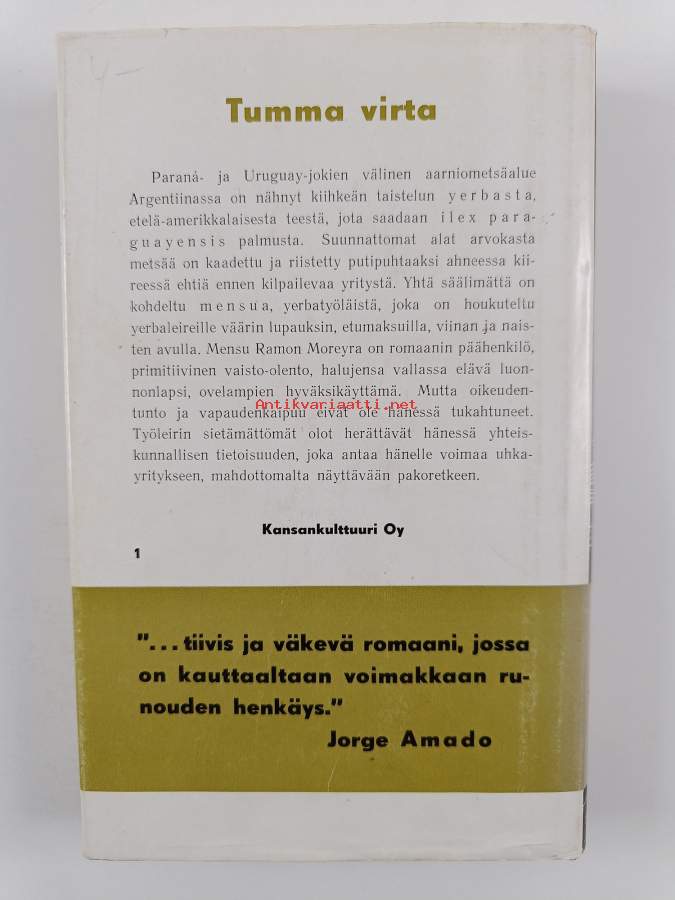 4-
Tumma virta
Paraná- ja Uruguay-jokien välinen aarniometsäalue
Argentiinassa on nähnyt kiihkeän taistelun yerbasta,
etelä-amerikkalaisesta teestä, jota saadaan ilex para-
guayensis palmusta. Suunnattomat alat arvokasta
metsää on kaadettu ja riistetty putipuhtaaksi ahneessa kii-
reessä ehtiä ennen kilpailevaa yritystä. Yhtä säälimättä on
kohdeltu mensua, yerbatyöläistä, joka on houkuteltu
yerbaleireille väärin lupauksin, etumaksuilla, viinan ja nais-
ten avulla. Mensu Ramon Moreyra on romaanin päähenkilö,
primitiivinen vaisto-olento, halujensa vallassa elävä luon-
nonlapsi, ovelampien hyväksikäyttämä. Mutta oikeuden-
Antikvariaatti.net
tunto ja vapaudenkaipuu eivät ole hänessä tukahtuneet.
Työleirin sietämättömät olot herättävät hänessä yhteis-
kunnallisen tietoisuuden, joka antaa hänelle voimaa uhka-
yritykseen, mahdottomalta näyttävään pakoretkeen.
Kansankulttuuri Oy
1
"...tiivis ja väkevä romaani, jossa
on kauttaaltaan voimakkaan ru-
nouden henkäys."
Jorge Amado